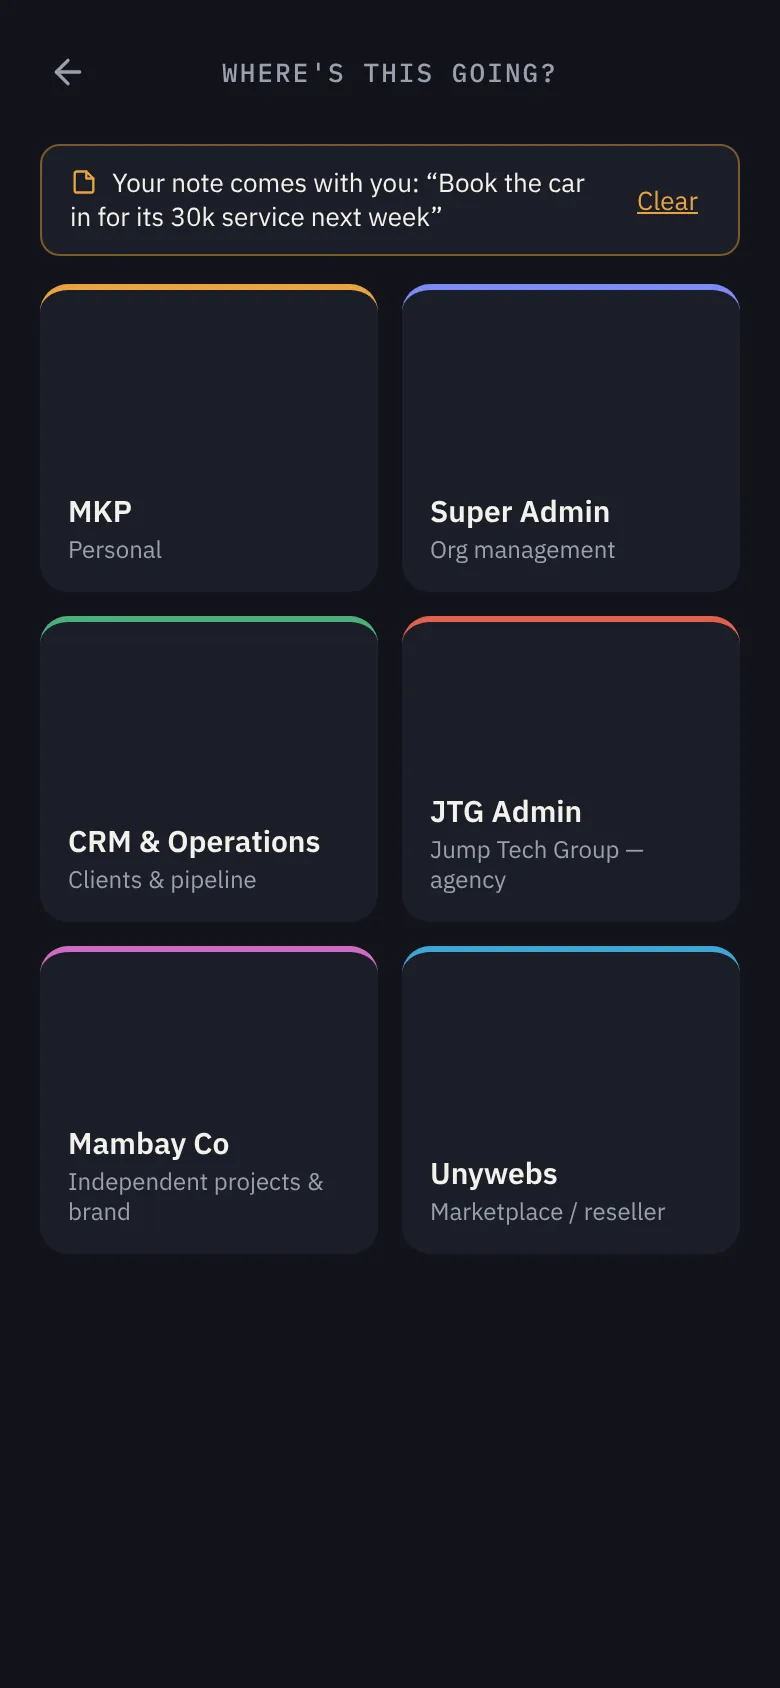 WHERE'S THIS GOING?
Your note comes with you: “Book the car
in for its 30k service next week”
Clear
MKP
Personal
Super Admin
Org management
CRM & Operations
Clients & pipeline
JTG Admin
Jump Tech Group —
agency
Mambay Co
Independent projects &
brand
Unywebs
Marketplace / reseller